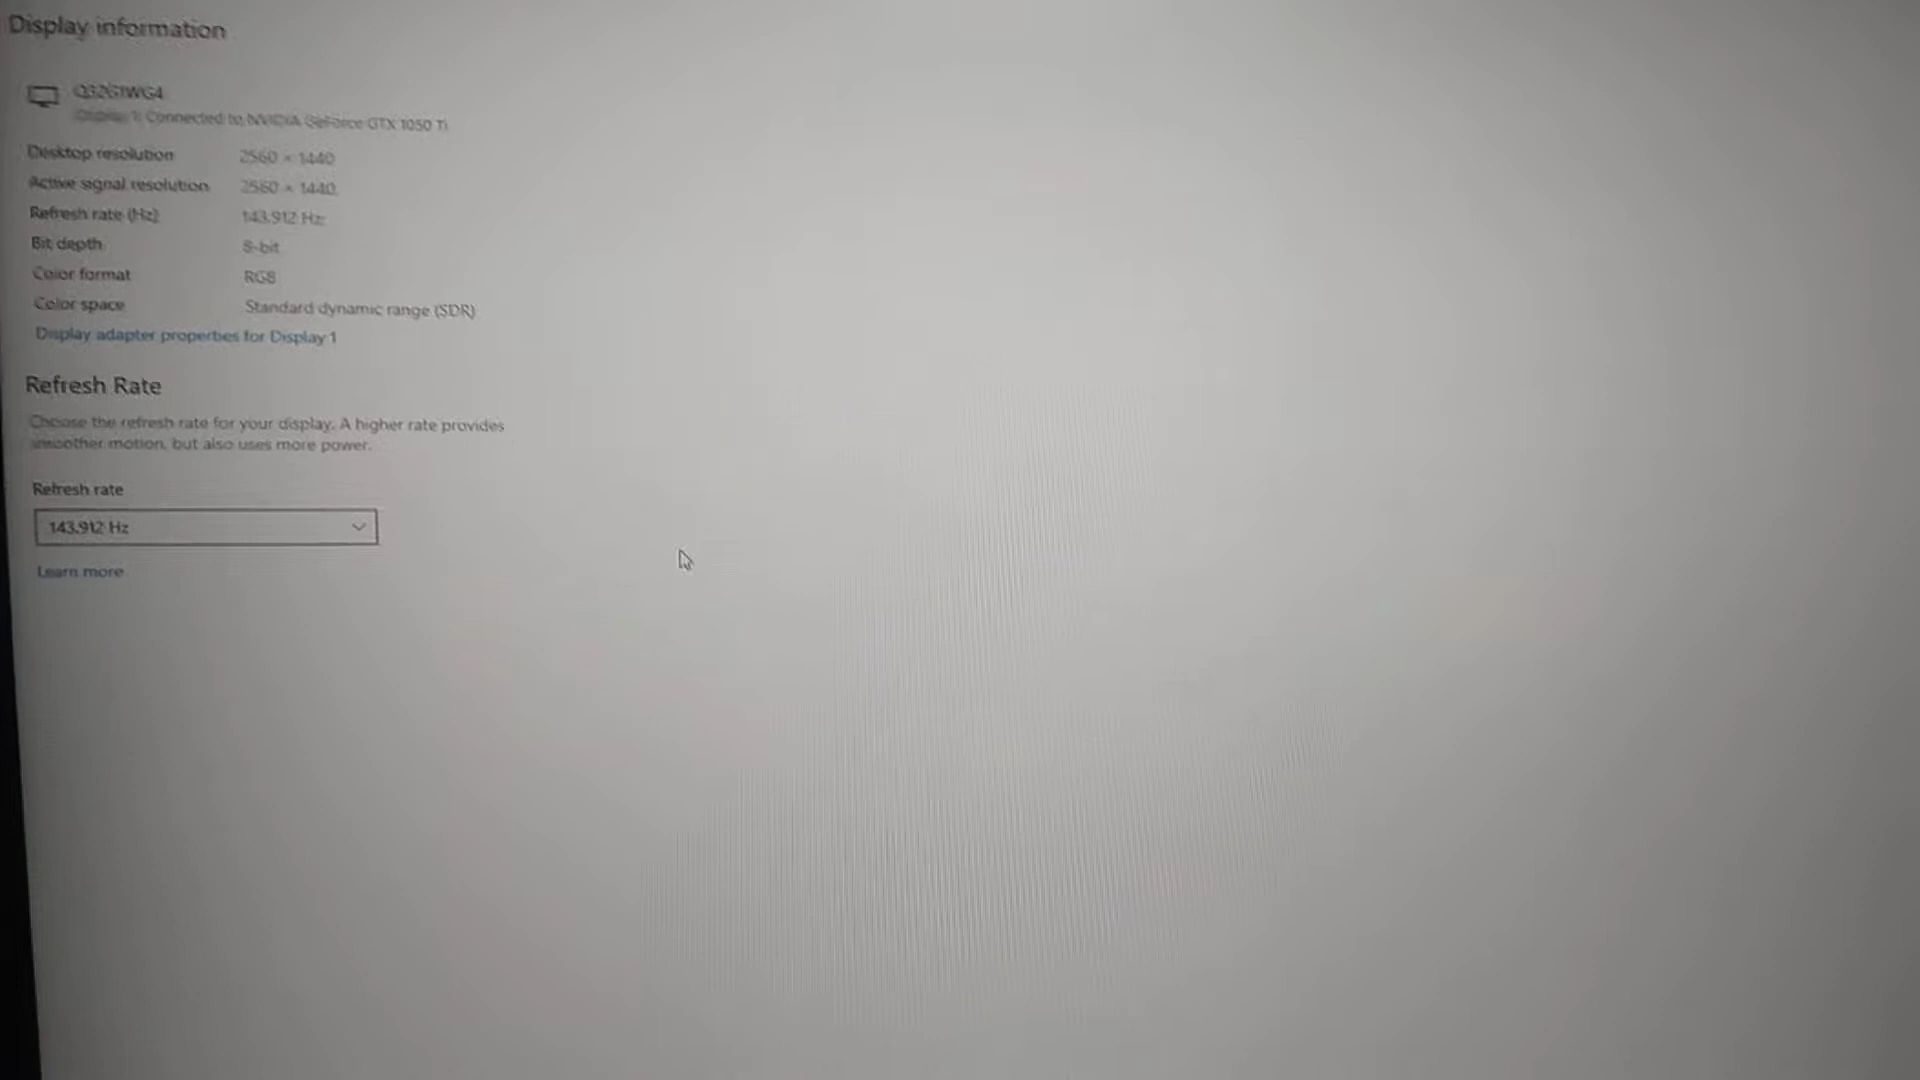 Display information
Q32G1WG4
Display 1: Connected to NVIDIA GeForce GTX 1050 Ti
Desktop resolution 2560 × 1440
Active signal resolution 2560 × 1440
Refresh rate (Hz) 143.912 Hz
Bit depth 8-bit
Color format RGB
Color space Standard dynamic range (SDR)
Display adapter properties for Display 1
Refresh Rate
Choose the refresh rate for your display. A higher rate provides
smoother motion, but also uses more power.
Refresh rate
143.912 Hz
Learn more